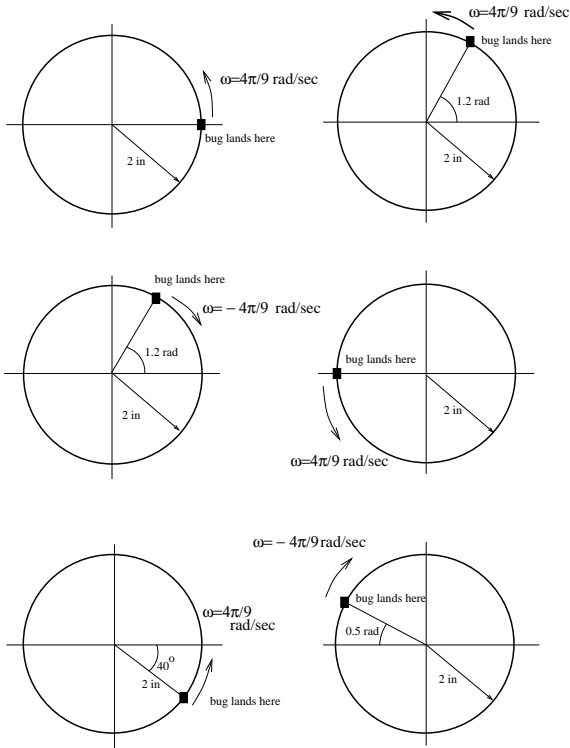 ω=4π/9 rad/sec
bug lands here
2 in
ω=4π/9 rad/sec
bug lands here
1.2 rad
2 in
bug lands here
ω= − 4π/9 rad/sec
1.2 rad
2 in
bug lands here
2 in
ω=4π/9 rad/sec
ω=4π/9
rad/sec
40°
2 in
bug lands here
ω= − 4π/9 rad/sec
bug lands here
0.5 rad
2 in